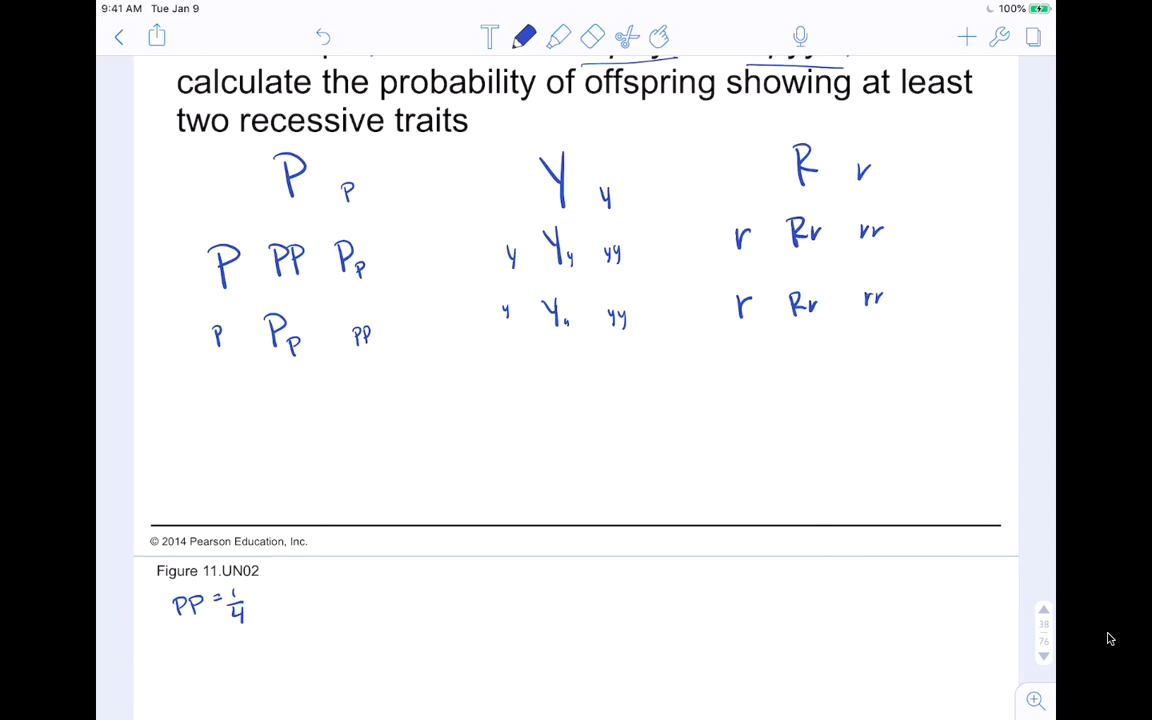 9:41 AM Tue Jan 9
100%
calculate the probability of offspring showing at least
two recessive traits
P p
P PP Pp
p Pp pp
Y y
y Yy yy
y Yy yy
R r
r Rr rr
r Rr rr
© 2014 Pearson Education, Inc.
Figure 11.UN02
PP = 1/4
38
76